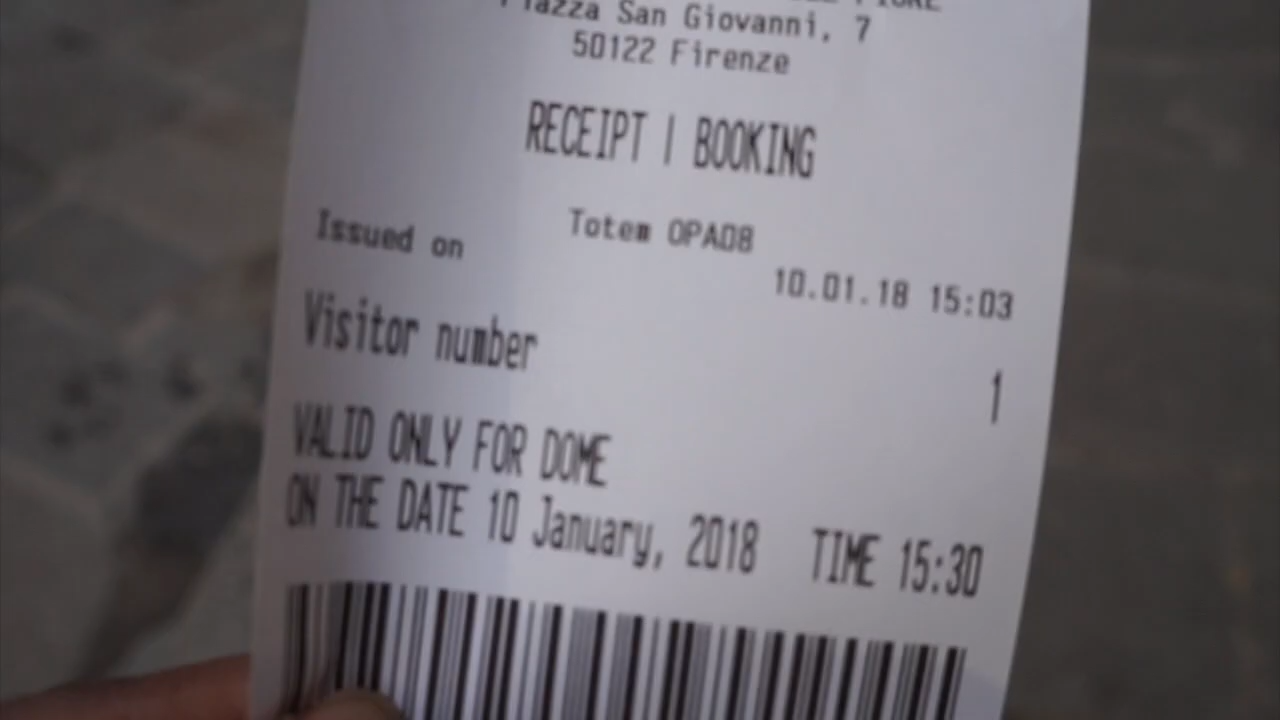 Piazza San Giovanni, 7
50122 Firenze
RECEIPT | BOOKING
Totem OPA08
Issued on 10.01.18 15:03
Visitor number 1
VALID ONLY FOR DOME
ON THE DATE 10 January, 2018 TIME 15:30